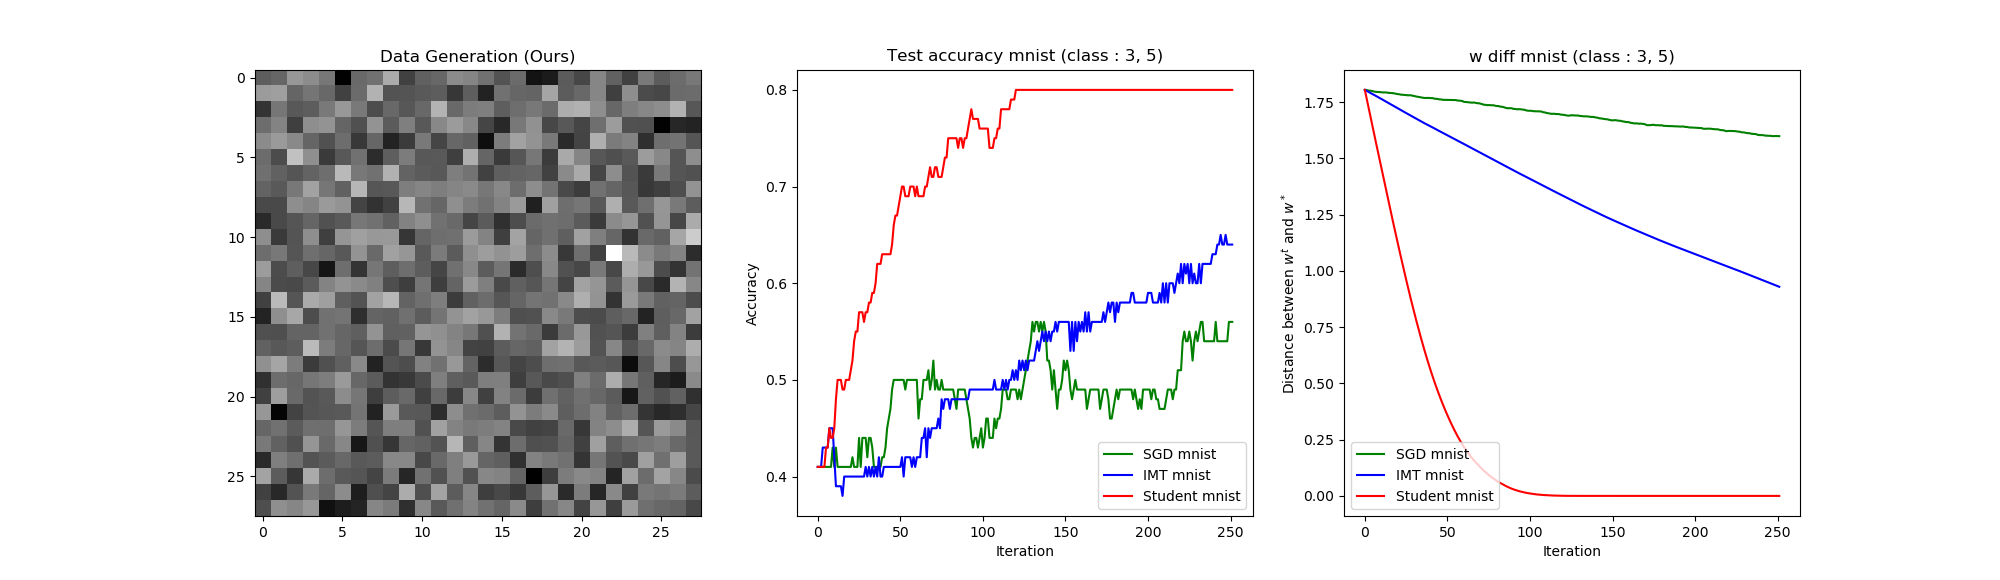 Data Generation (Ours)
0
5
10
15
20
25
0 5 10 15 20 25
Test accuracy mnist (class : 3, 5)
Accuracy
0.8
0.7
0.6
0.5
0.4
SGD mnist
IMT mnist
Student mnist
0 50 100 150 200 250
Iteration
w diff mnist (class : 3, 5)
Distance between w^t and w^*
1.75
1.50
1.25
1.00
0.75
0.50
0.25
0.00
SGD mnist
IMT mnist
Student mnist
0 50 100 150 200 250
Iteration